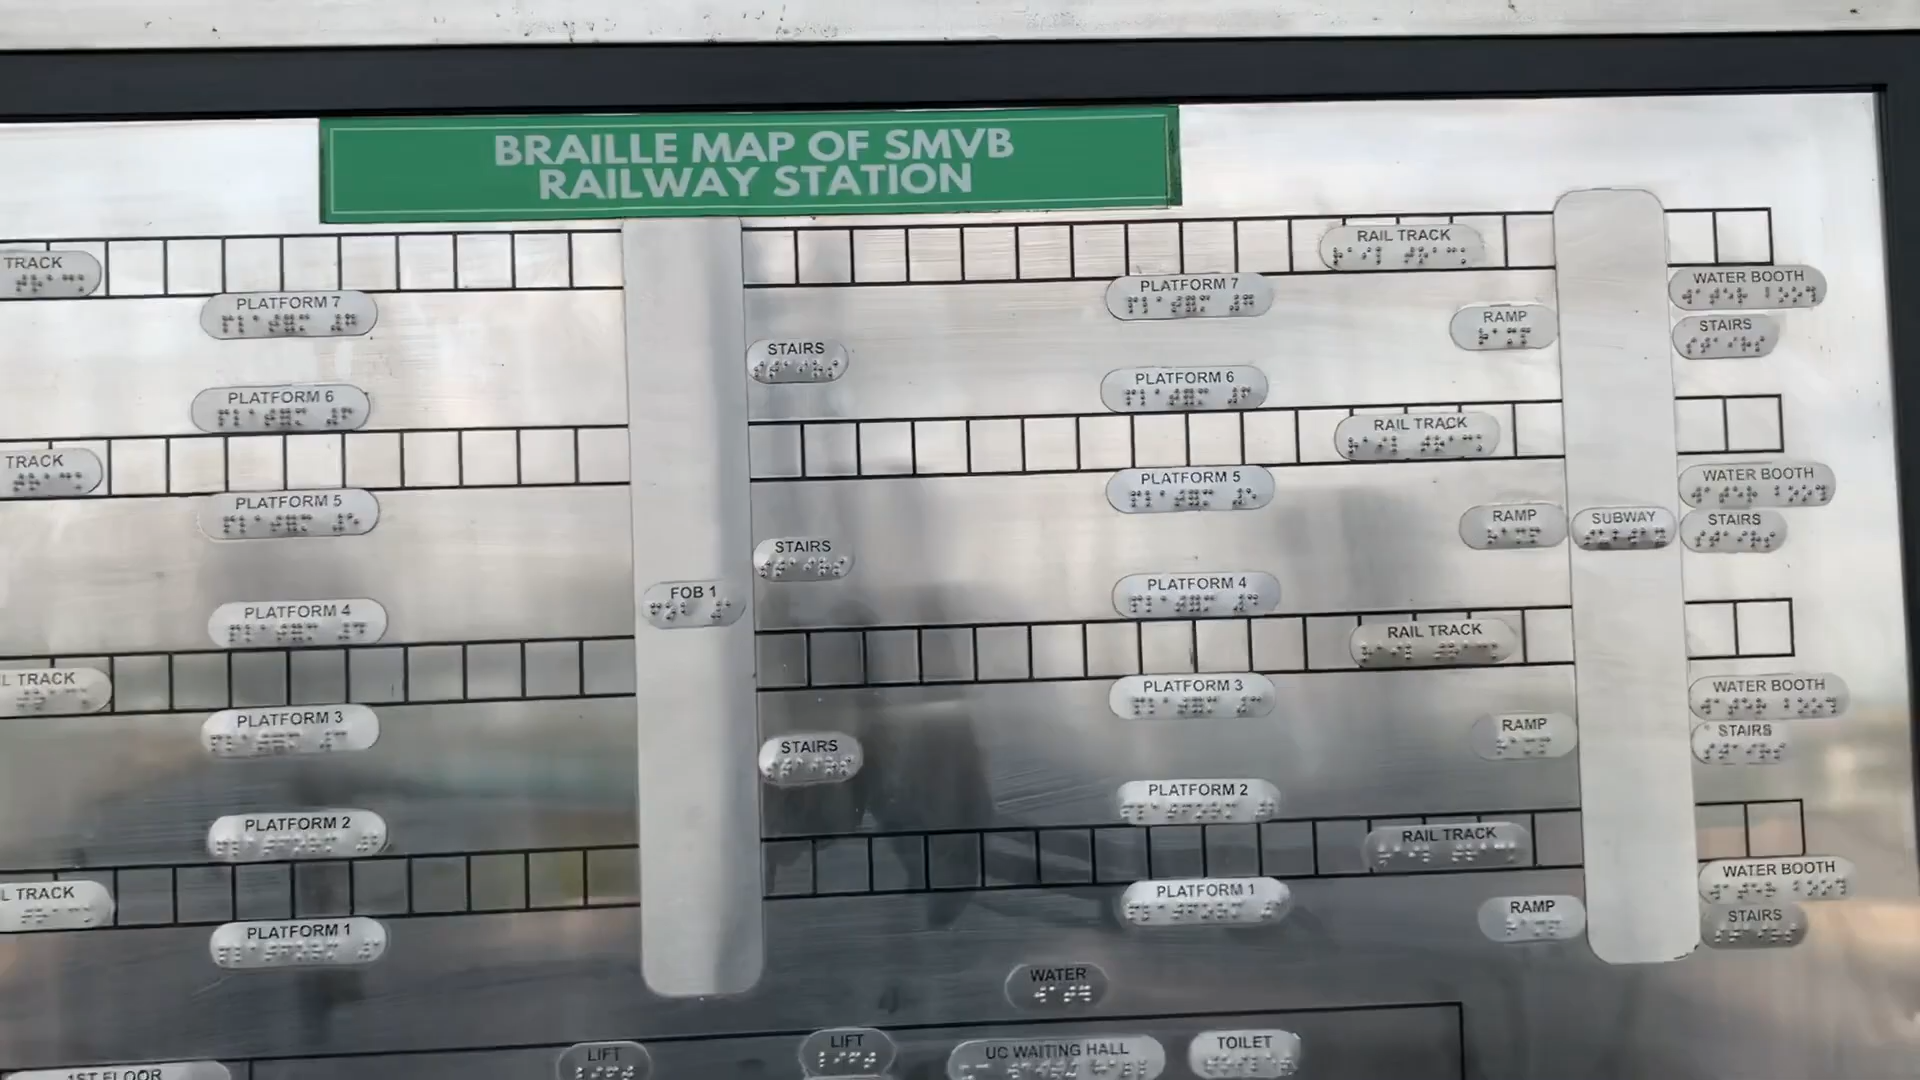 BRAILLE MAP OF SMVB
RAILWAY STATION
TRACK
RAIL TRACK
PLATFORM 7
PLATFORM 7
WATER BOOTH
RAMP
STAIRS
STAIRS
PLATFORM 6
PLATFORM 6
TRACK
RAIL TRACK
PLATFORM 5
PLATFORM 5
WATER BOOTH
RAMP
SUBWAY
STAIRS
STAIRS
FOB 1
PLATFORM 4
PLATFORM 4
L TRACK
RAIL TRACK
PLATFORM 3
PLATFORM 3
WATER BOOTH
RAMP
STAIRS
STAIRS
PLATFORM 2
PLATFORM 2
L TRACK
RAIL TRACK
PLATFORM 1
PLATFORM 1
WATER BOOTH
RAMP
STAIRS
WATER
1ST FLOOR
LIFT
LIFT
UC WAITING HALL
TOILET